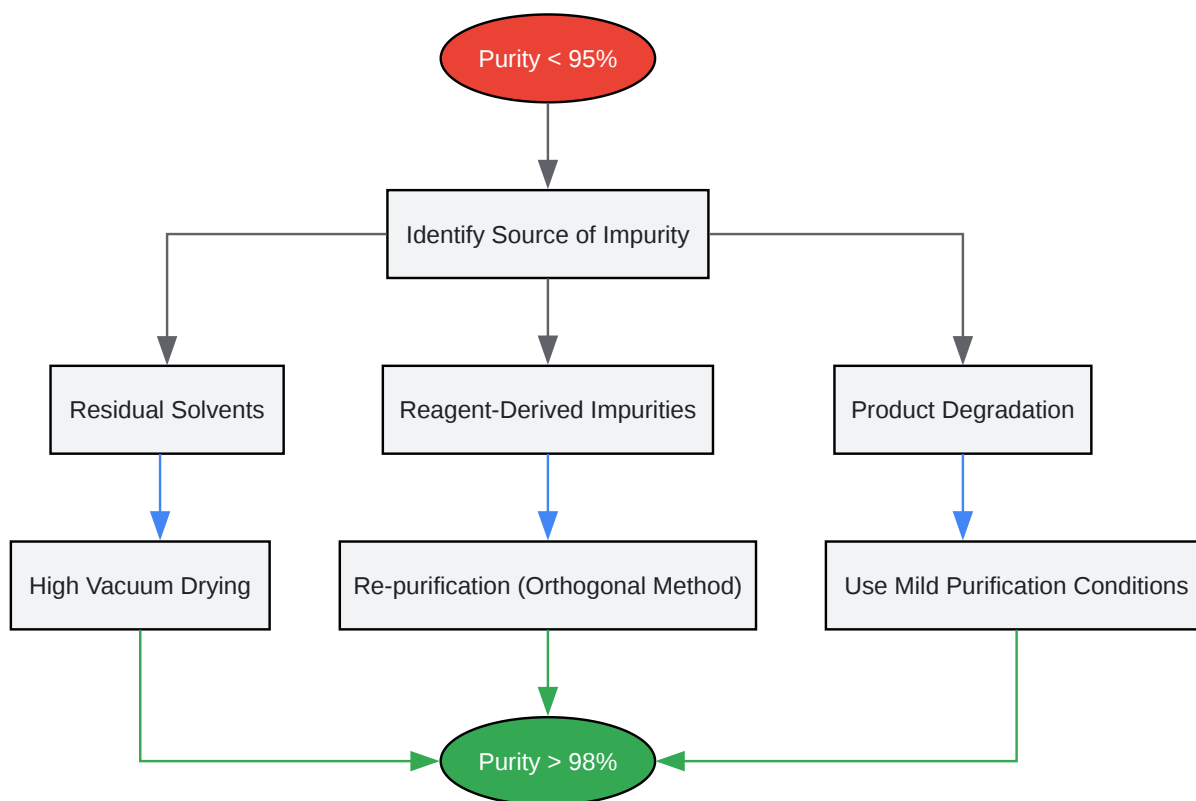 Purity < 95%
Identify Source of Impurity
Residual Solvents
Reagent-Derived Impurities
Product Degradation
High Vacuum Drying
Re-purification (Orthogonal Method)
Use Mild Purification Conditions
Purity > 98%